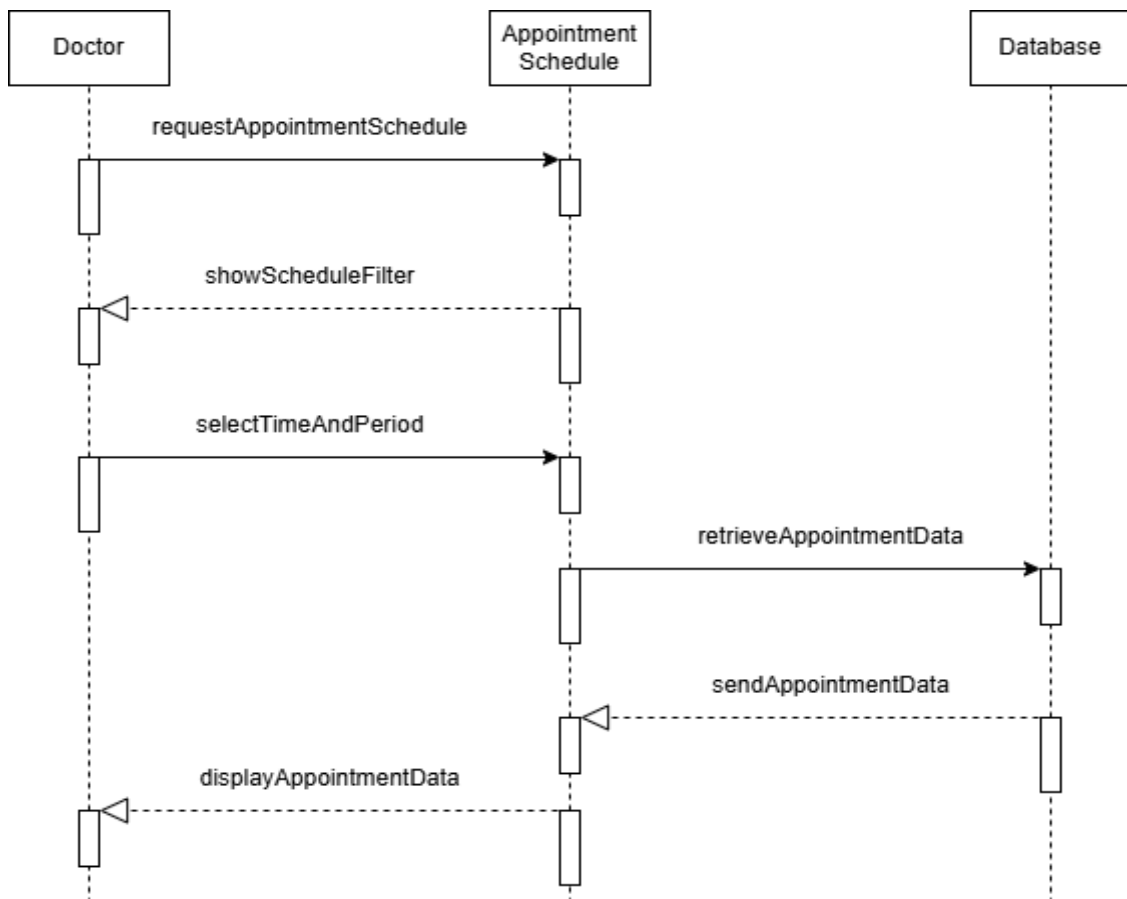 Doctor
Appointment
Schedule
Database
requestAppointmentSchedule
showScheduleFilter
selectTimeAndPeriod
retrieveAppointmentData
sendAppointmentData
displayAppointmentData